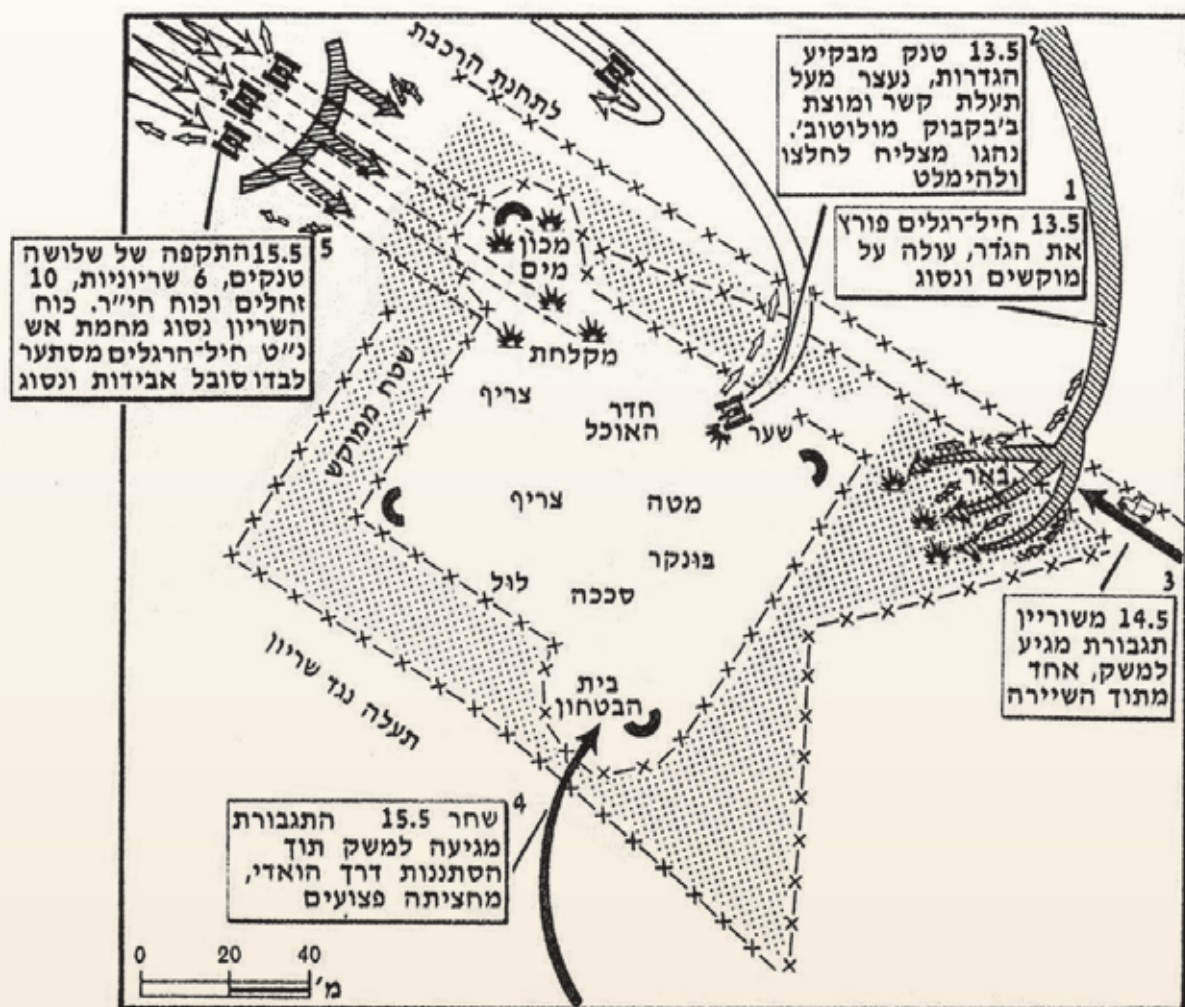 לתחנת הרכבת
2
13.5 טנק מבקיע
הגדרות, נעצר מעל
תעלת קשר ומוצת
ב׳בקבוק מולוטוב׳.
נהגו מצליח לחלצו
ולהימלט
1
13.5 חיל-רגלים פורץ
את הגדר, עולה על
מוקשים ונסוג
5
15.5 התקפה של שלושה
טנקים, 6 שריוניות, 10
זחלים וכוח חי״ר. כוח
השריון נסוג מחמת אש
נ״ט חיל-הרגלים מסתער
לבדו סובל אבידות ונסוג
מכון
מים
מקלחת
צריף
חדר
האוכל
שער
שטח ממוקש
באר
צריף
מטה
בונקר
לול
סככה
3
14.5 משוריין
תגבורת מגיע
למשק, אחד
מתוך השיירה
תעלה נגד שריון
בית
הבטחון
4
שחר 15.5 התגבורת
מגיעה למשק תוך
הסתננות דרך הואדי,
מחציתה פצועים
0 20 40
מ׳